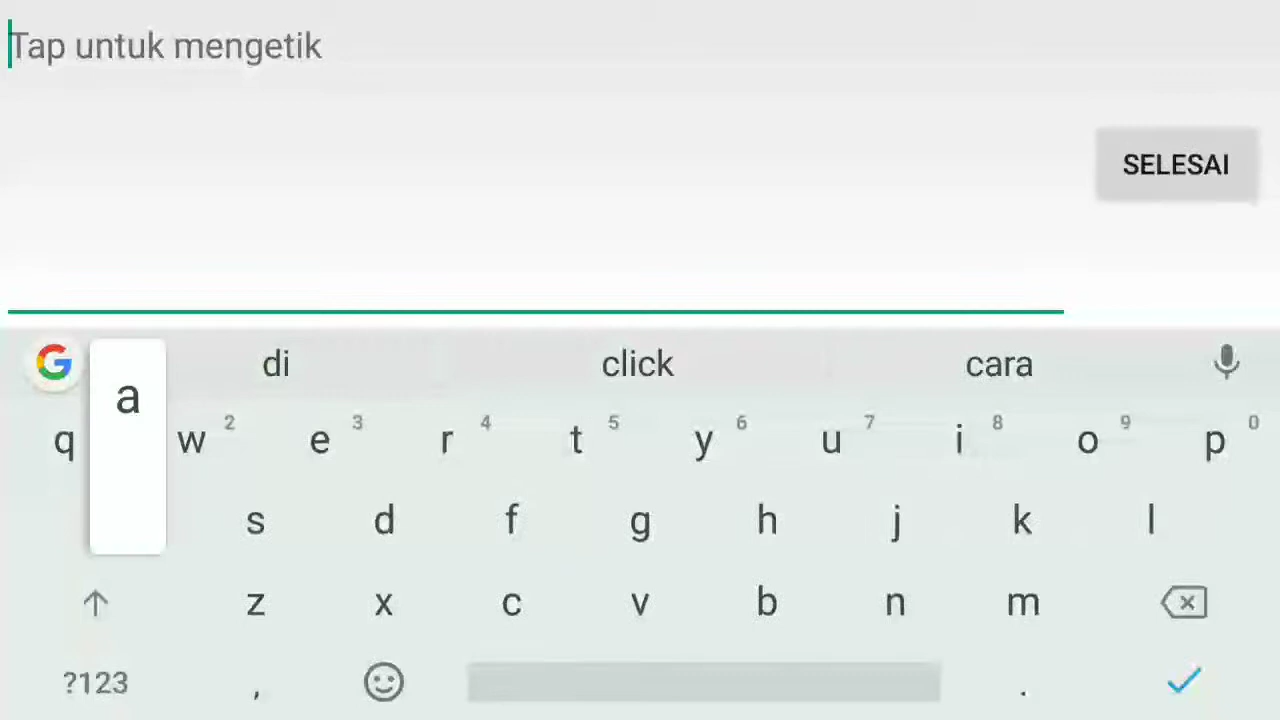 Tap untuk mengetik
SELESAI
G di click cara
a
q w 2 e 3 r 4 t 5 y 6 u 7 i 8 o 9 p 0
s d f g h j k l
z x c v b n m
?123 , .